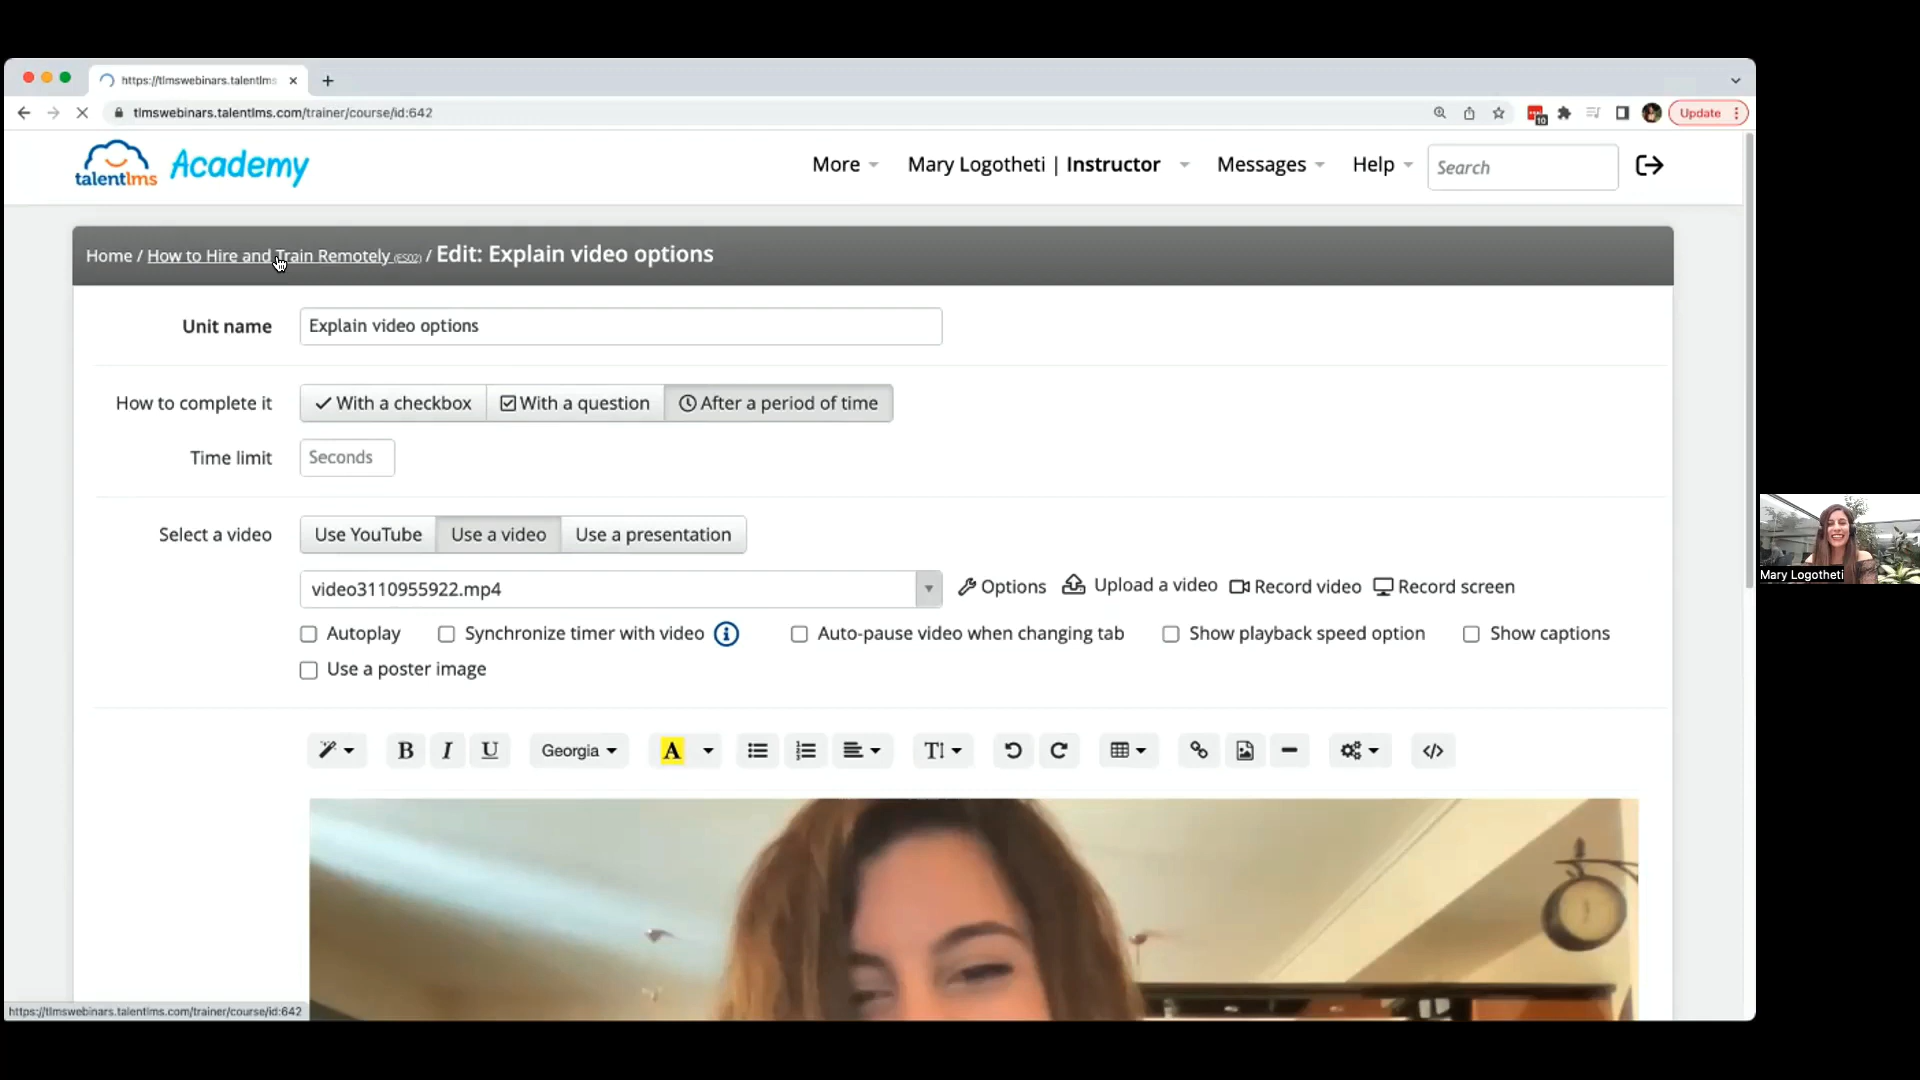 https://tlmswebinars.talentlms
tlmswebinars.talentlms.com/trainer/course/id:642
10
Update
talentlms Academy
More
Mary Logotheti | Instructor
Messages
Help
Search
Home / How to Hire and Train Remotely (ES02) / Edit: Explain video options
Unit name
Explain video options
How to complete it
With a checkbox
With a question
After a period of time
Time limit
Seconds
Select a video
Use YouTube
Use a video
Use a presentation
video3110955922.mp4
Options
Upload a video
Record video
Record screen
Autoplay
Synchronize timer with video
Auto-pause video when changing tab
Show playback speed option
Show captions
Use a poster image
B I U Georgia A
https://tlmswebinars.talentlms.com/trainer/course/id:642
Mary Logotheti